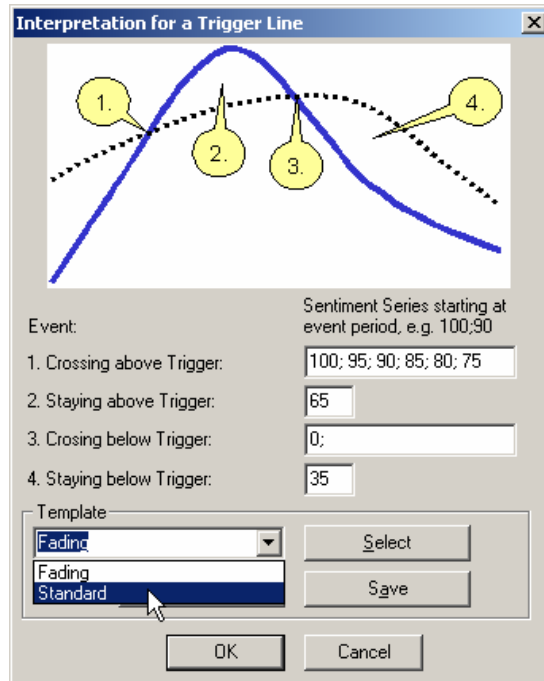 Interpretation for a Trigger Line
1.
2.
3.
4.
Event:
Sentiment Series starting at
event period, e.g. 100;90
1. Crossing above Trigger:
100; 95; 90; 85; 80; 75
2. Staying above Trigger:
65
3. Crosing below Trigger:
0;
4. Staying below Trigger:
35
Template
Fading
Select
Fading
Standard
Save
OK
Cancel